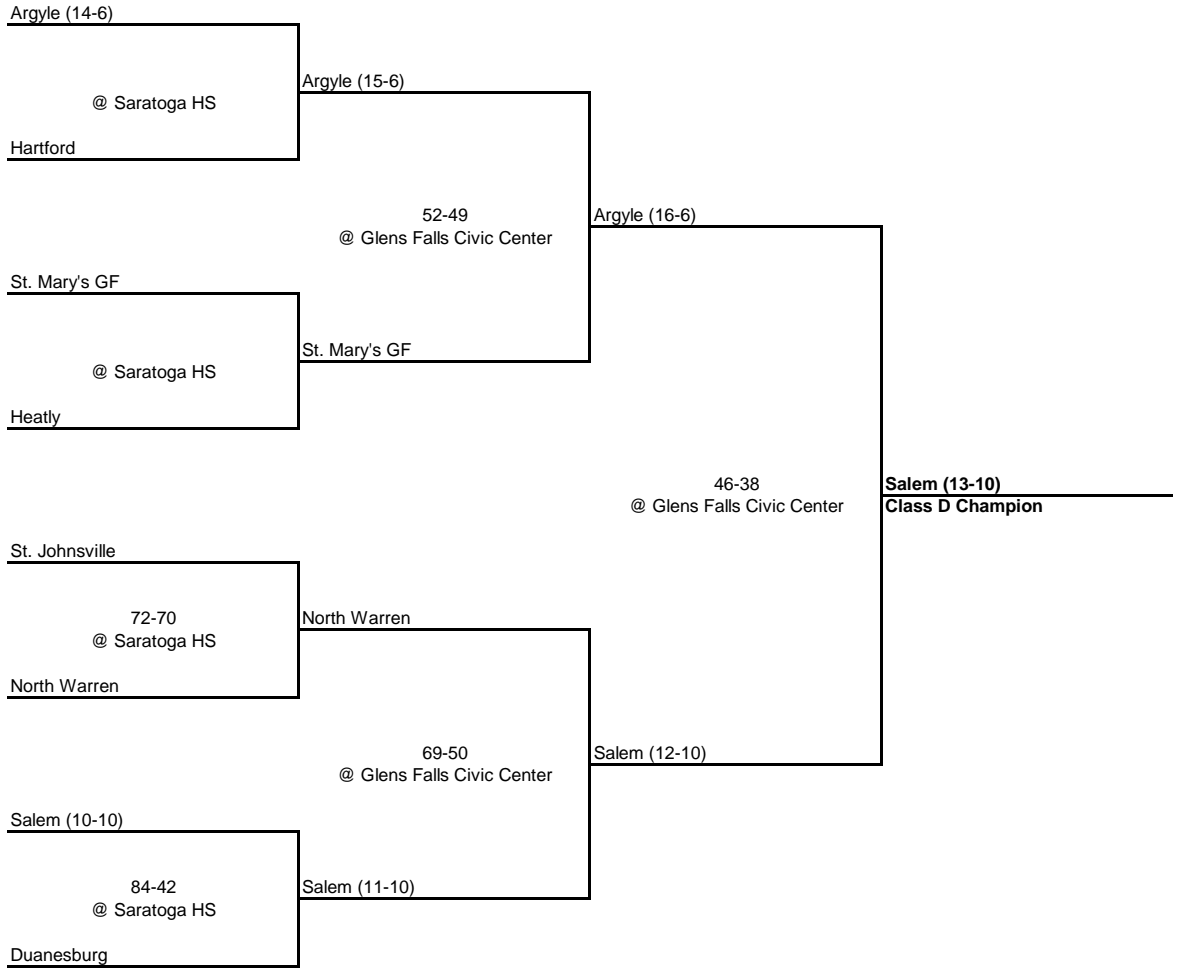 Argyle (14-6)
Argyle (15-6)
@ Saratoga HS
Hartford
52-49
Argyle (16-6)
@ Glens Falls Civic Center
St. Mary's GF
St. Mary's GF
@ Saratoga HS
Heatly
46-38
Salem (13-10)
@ Glens Falls Civic Center
Class D Champion
St. Johnsville
72-70
North Warren
@ Saratoga HS
North Warren
69-50
Salem (12-10)
@ Glens Falls Civic Center
Salem (10-10)
84-42
Salem (11-10)
@ Saratoga HS
Duanesburg